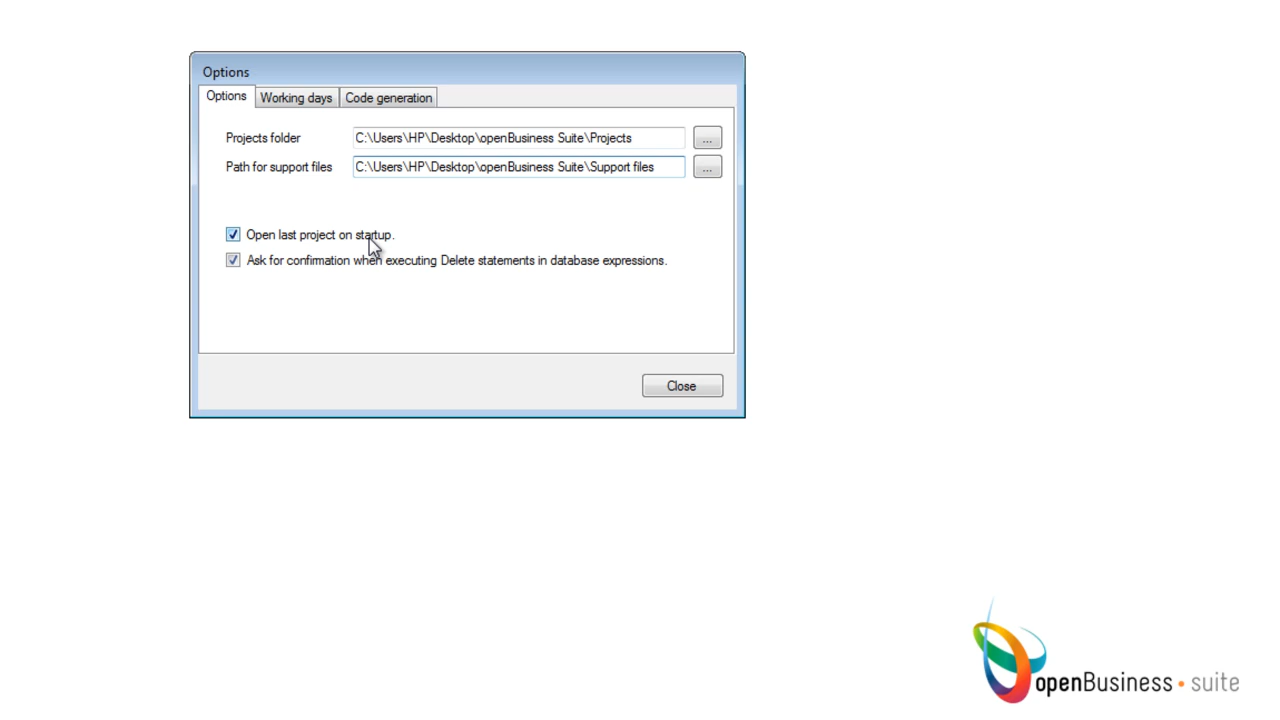 Options
Options Working days Code generation
Projects folder C:\Users\HP\Desktop\openBusiness Suite\Projects ...
Path for support files C:\Users\HP\Desktop\openBusiness Suite\Support files ...
Open last project on startup.
Ask for confirmation when executing Delete statements in database expressions.
Close
openBusiness • suite